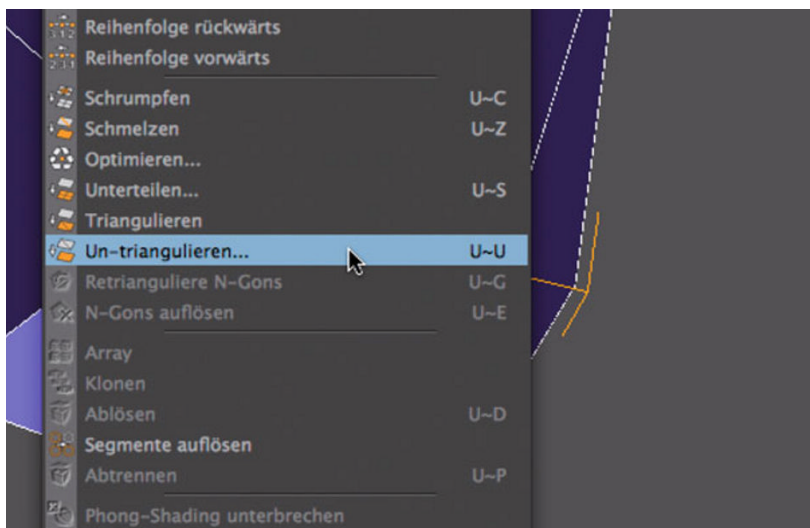 Reihenfolge rückwärts
Reihenfolge vorwärts
Schrumpfen U~C
Schmelzen U~Z
Optimieren...
Unterteilen... U~S
Triangulieren
Un-triangulieren... U~U
Retrianguliere N-Gons U~G
N-Gons auflösen U~E
Array
Klonen
Ablösen U~D
Segmente auflösen
Abtrennen U~P
Phong-Shading unterbrechen